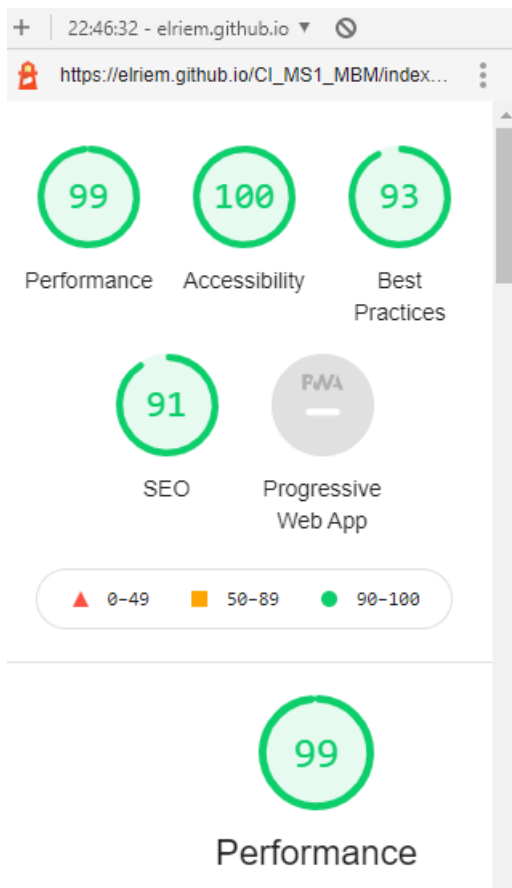 22:46:32 - elriem.github.io
https://elriem.github.io/CI_MS1_MBM/index...
99 100 93
Performance Accessibility Best
Practices
91 PWA
SEO Progressive
Web App
0–49 50–89 90–100
99
Performance